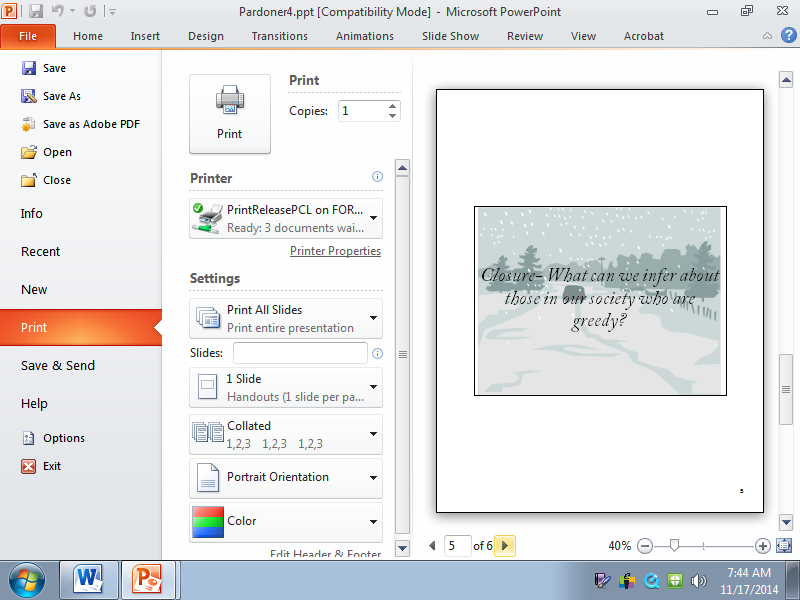 Pardoner4.ppt [Compatibility Mode] - Microsoft PowerPoint
File Home Insert Design Transitions Animations Slide Show Review View Acrobat
Save
Save As
Save as Adobe PDF
Open
Close
Info
Recent
New
Print
Save & Send
Help
Options
Exit
Print
Print
Copies: 1
Printer
PrintReleasePCL on FOR...
Ready: 3 documents wai...
Printer Properties
Settings
Print All Slides
Print entire presentation
Slides:
1 Slide
Handouts (1 slide per pa...
Collated
1,2,3 1,2,3 1,2,3
Portrait Orientation
Color
Edit Header & Footer
Closure- What can we infer about
those in our society who are
greedy?
5
5 of 6
40%
7:44 AM
11/17/2014